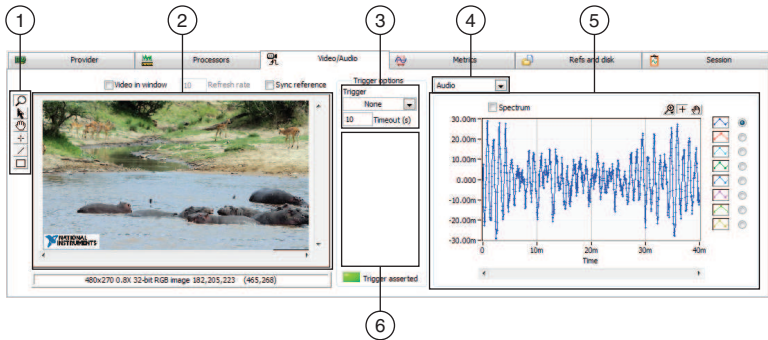 1 2 3 4 5
Provider Processors Video/Audio Metrics Refs and disk Session
Video in window 10 Refresh rate Sync reference
Trigger options
Trigger
None
10 Timeout (s)
Audio
Spectrum
30.00m
20.00m
10.00m
0.000
-10.00m
-20.00m
-30.00m
0 10m 20m 30m 40m
Time
NATIONAL
INSTRUMENTS
480x270 0.8X 32-bit RGB image 182,205,223 (465,268)
Trigger asserted
6